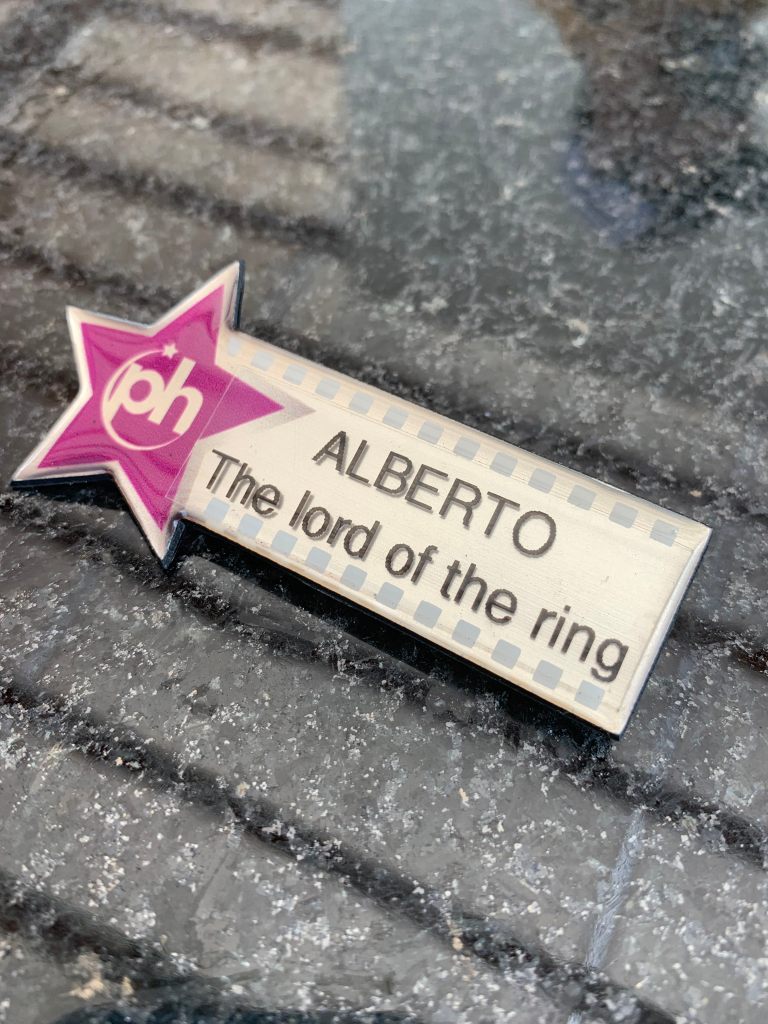 ph
ALBERTO
The lord of the ring